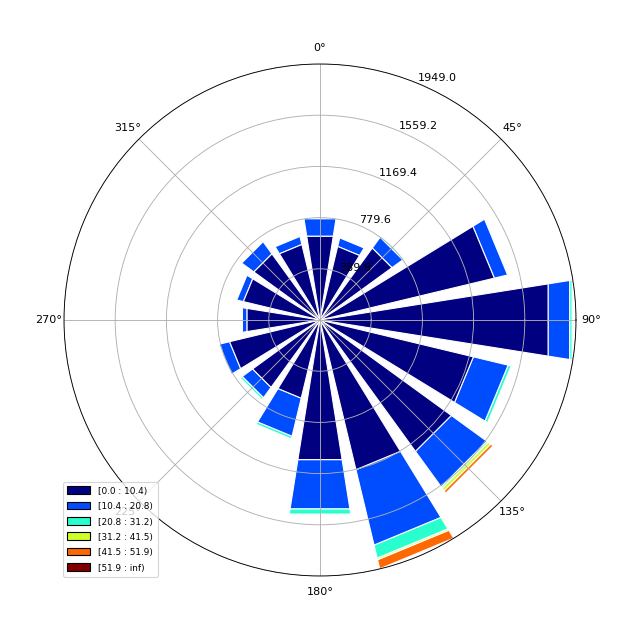 0°
1949.0
45°
315°
1559.2
1169.4
779.6
270°
90°
[0.0 : 10.4)
[10.4 : 20.8)
[20.8 : 31.2)
[31.2 : 41.5)
[41.5 : 51.9)
[51.9 : inf)
135°
180°